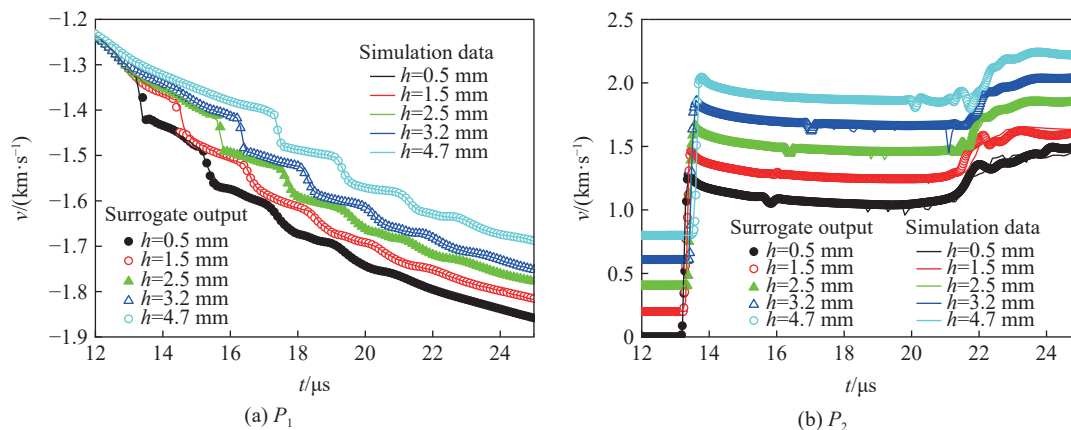 −1.2
−1.3
−1.4
−1.5
−1.6
−1.7
−1.8
−1.9
v/(km·s⁻¹)
12 14 16 18 20 22 24
t/μs
Simulation data
h=0.5 mm
h=1.5 mm
h=2.5 mm
h=3.2 mm
h=4.7 mm
Surrogate output
h=0.5 mm
h=1.5 mm
h=2.5 mm
h=3.2 mm
h=4.7 mm
(a) P₁
2.5
2.0
1.5
1.0
0.5
0
v/(km·s⁻¹)
12 14 16 18 20 22 24
t/μs
Surrogate output
h=0.5 mm
h=1.5 mm
h=2.5 mm
h=3.2 mm
h=4.7 mm
Simulation data
h=0.5 mm
h=1.5 mm
h=2.5 mm
h=3.2 mm
h=4.7 mm
(b) P₂